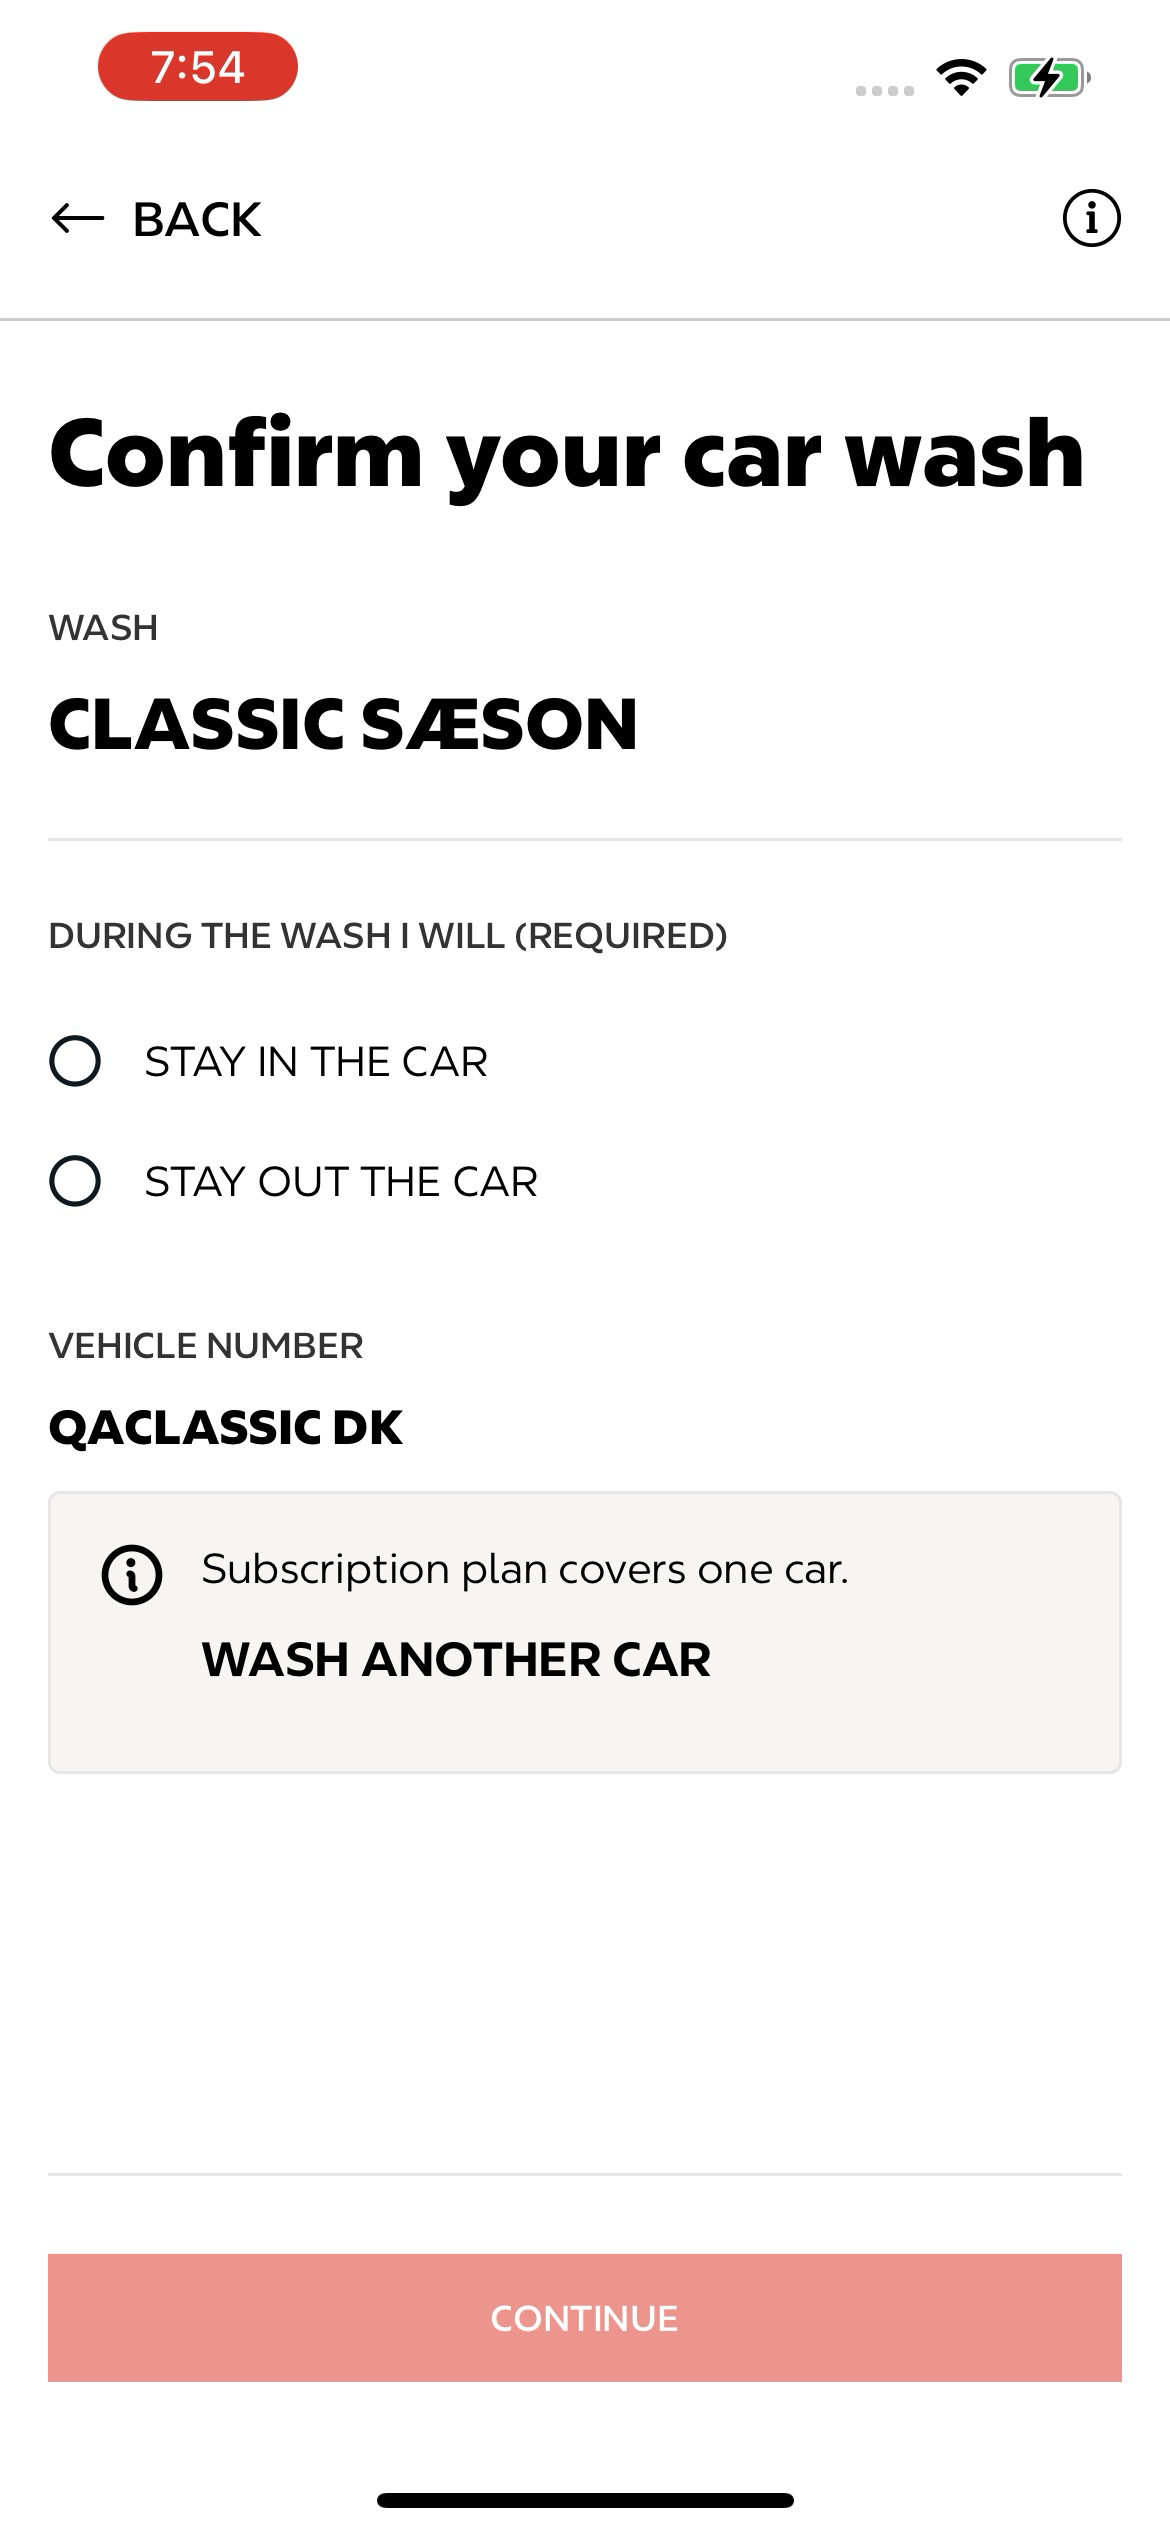 7:54
BACK
Confirm your car wash
WASH
CLASSIC SÆSON
DURING THE WASH I WILL (REQUIRED)
STAY IN THE CAR
STAY OUT THE CAR
VEHICLE NUMBER
QACLASSIC DK
Subscription plan covers one car.
WASH ANOTHER CAR
CONTINUE